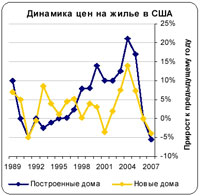 Динамика цен на жилье в США
25%
20%
15%
10%
5%
0%
-5%
-10%
Прирост к предыдущему году
1989 1992 1995 1998 2001 2004 2007
Построенные дома
Новые дома